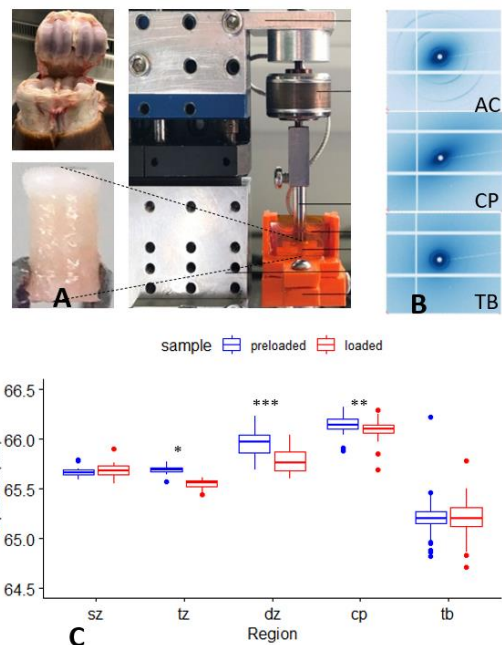 A
AC
CP
B
TB
sample preloaded loaded
66.5
66.0
65.5
65.0
64.5
*
***
**
sz tz dz cp tb
C
Region